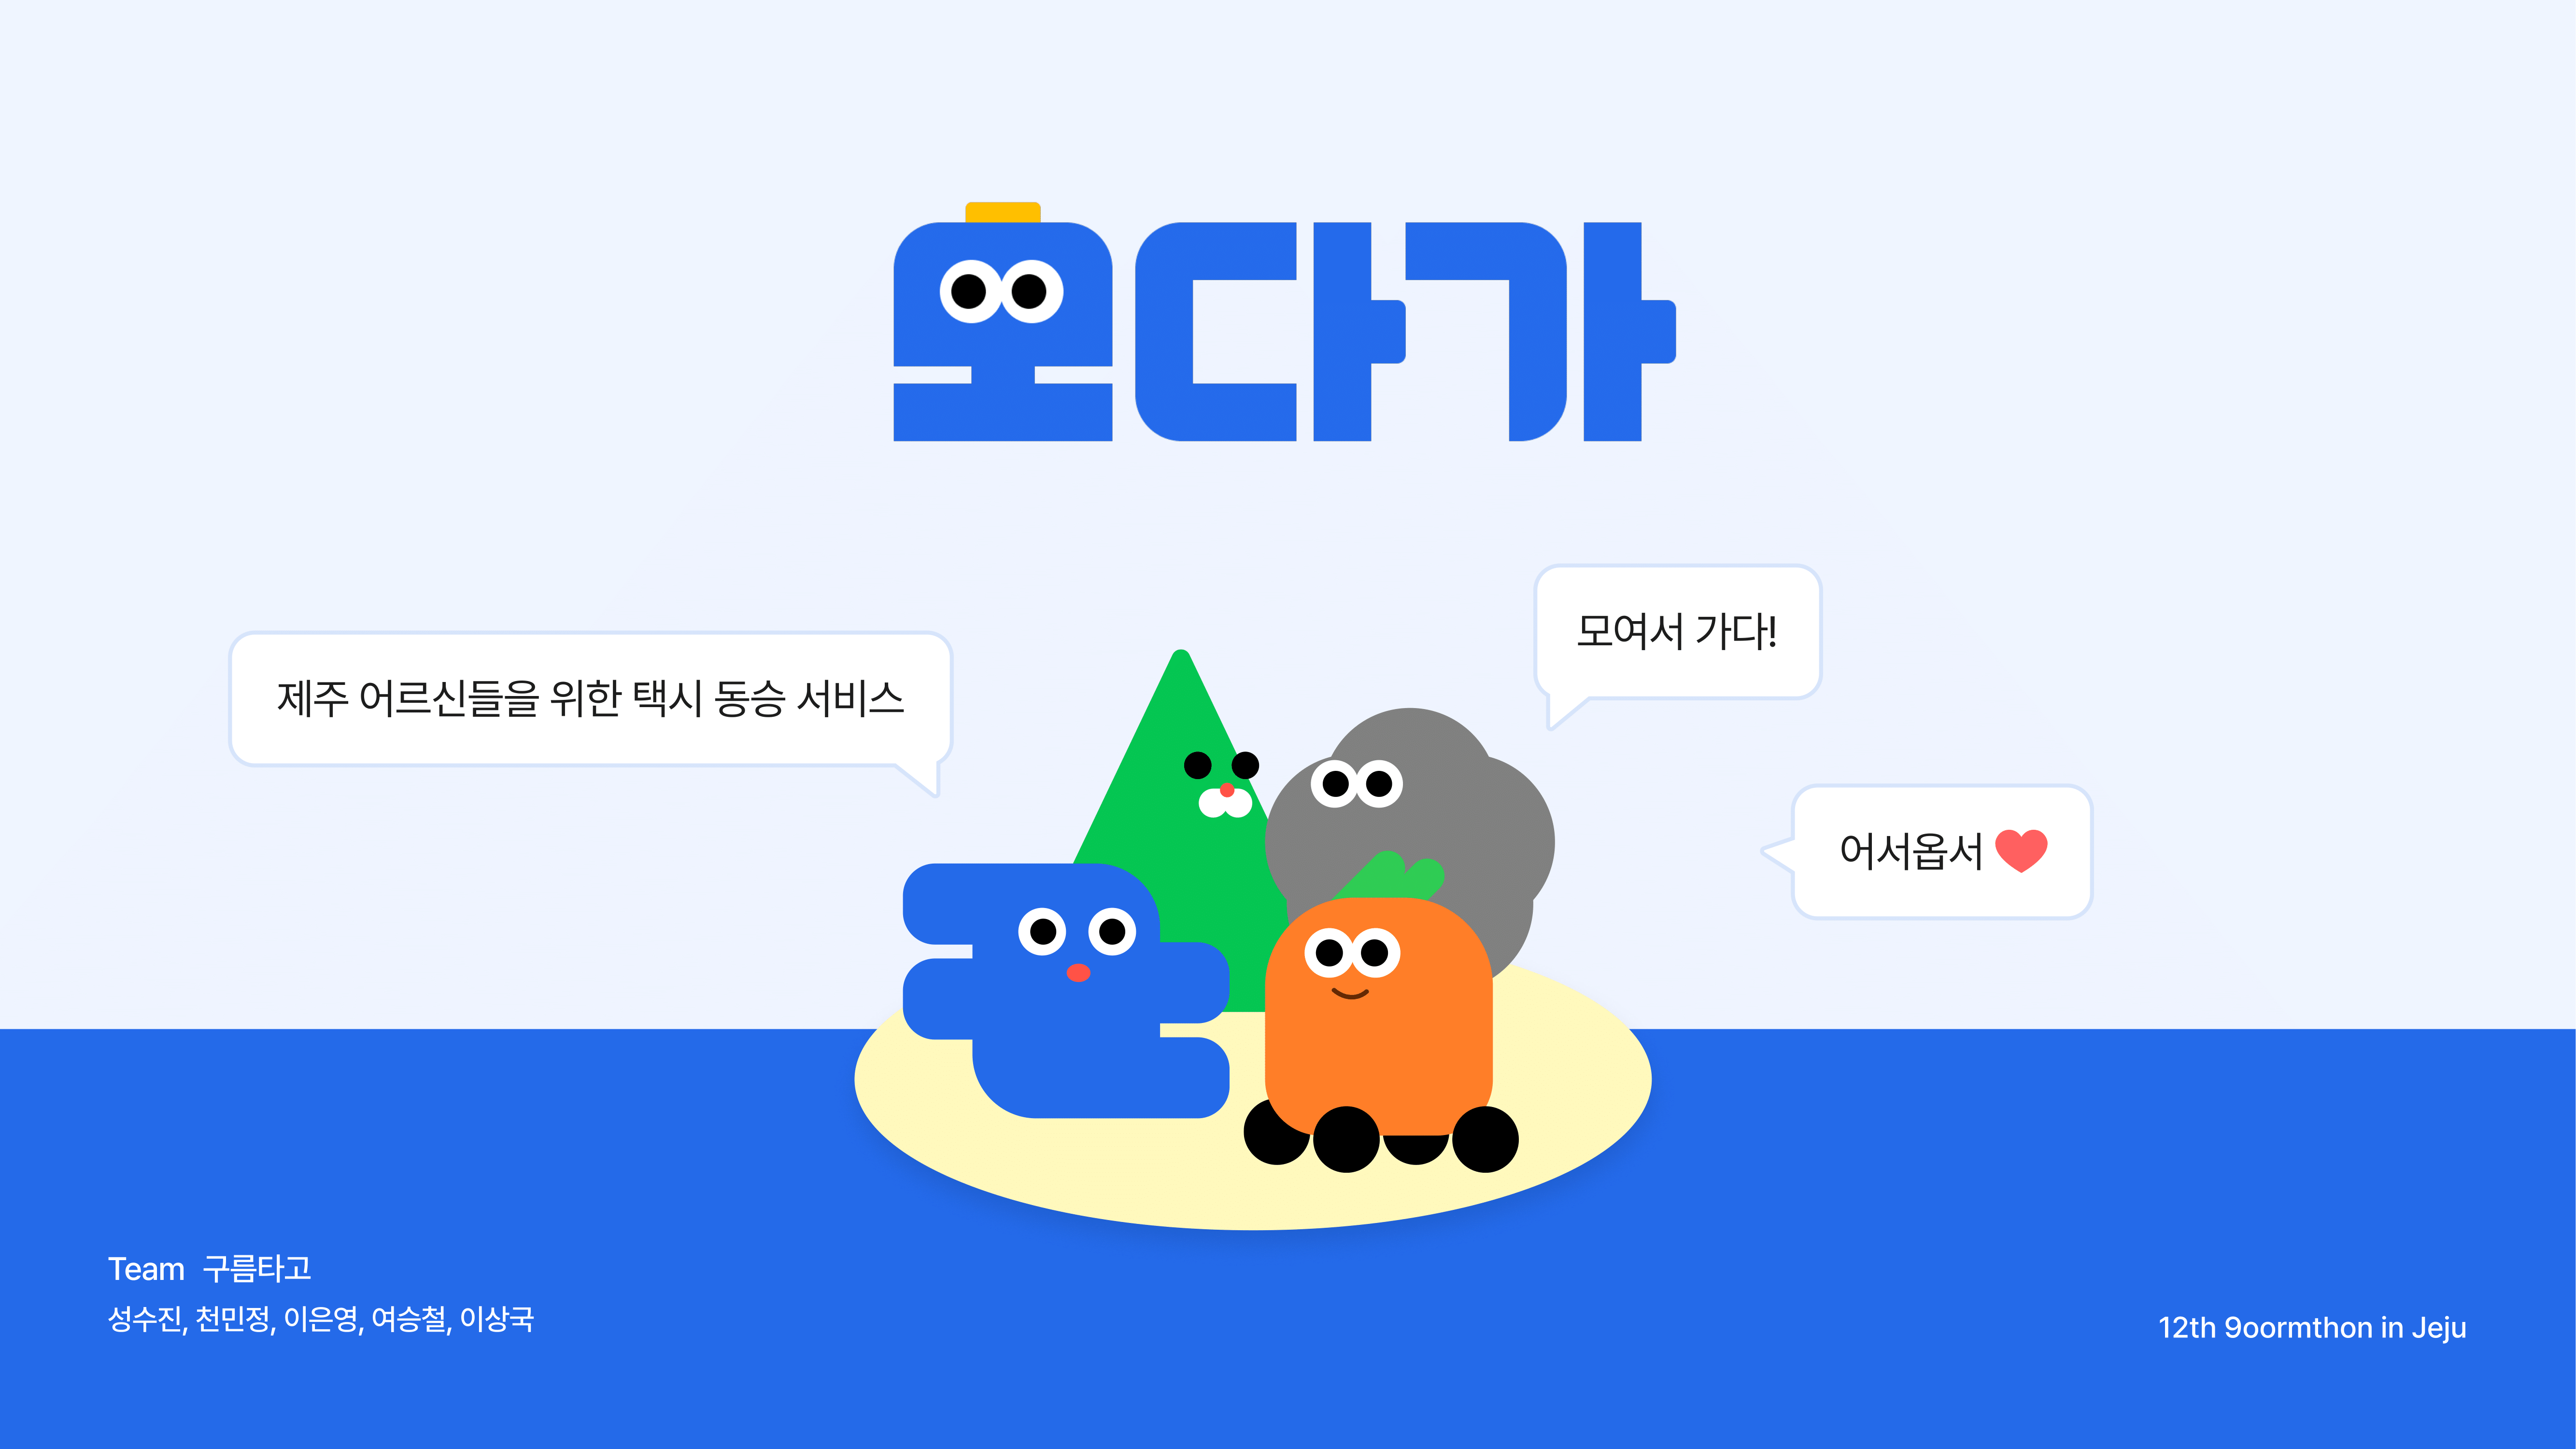 오다가
모여서 가다!
제주 어르신들을 위한 택시 동승 서비스
어서옵서
Team 구름타고
성수진, 천민정, 이은영, 여승철, 이상국
12th 9oormthon in Jeju